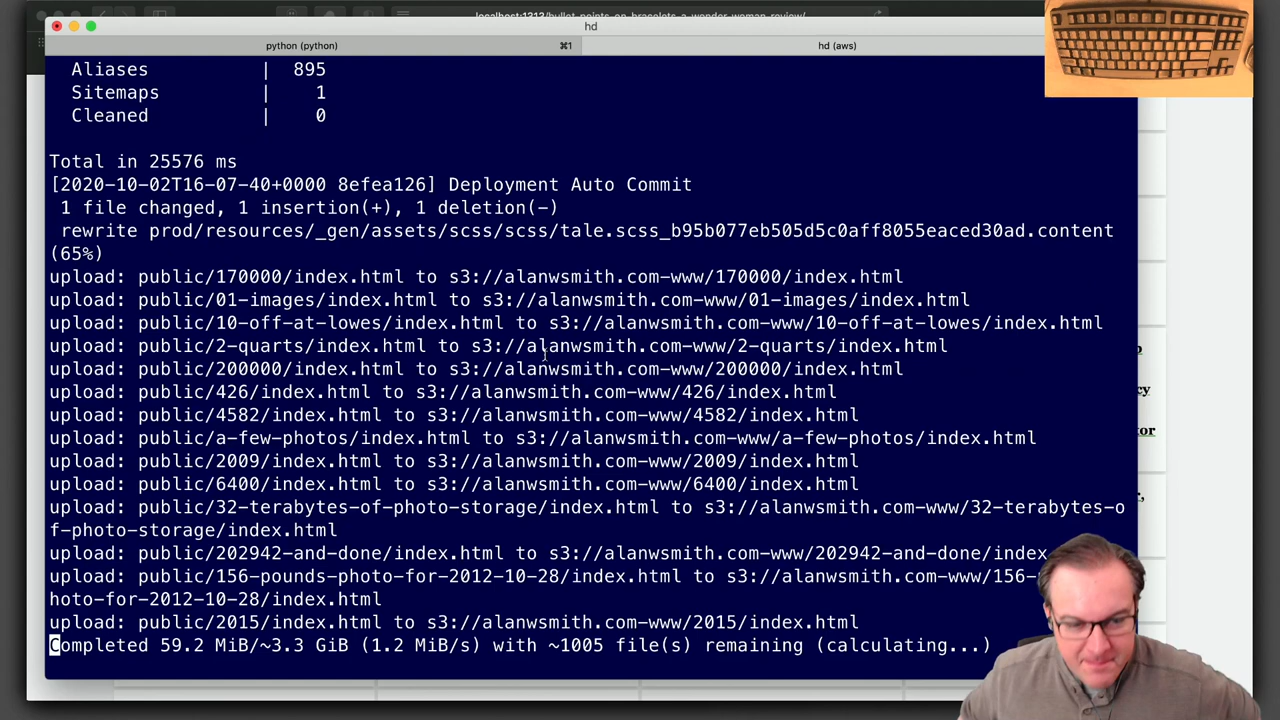 localhost:1313/bullet-points-on-bracelets-a-wonder-woman-review/
hd
python (python)
⌘1
hd (aws)
Aliases | 895
Sitemaps | 1
Cleaned | 0
Total in 25576 ms
[2020-10-02T16-07-40+0000 8efea126] Deployment Auto Commit
1 file changed, 1 insertion(+), 1 deletion(-)
rewrite prod/resources/_gen/assets/scss/scss/tale.scss_b95b077eb505d5c0aff8055eaced30ad.content
(65%)
upload: public/170000/index.html to s3://alanwsmith.com-www/170000/index.html
upload: public/01-images/index.html to s3://alanwsmith.com-www/01-images/index.html
upload: public/10-off-at-lowes/index.html to s3://alanwsmith.com-www/10-off-at-lowes/index.html
upload: public/2-quarts/index.html to s3://alanwsmith.com-www/2-quarts/index.html
upload: public/200000/index.html to s3://alanwsmith.com-www/200000/index.html
upload: public/426/index.html to s3://alanwsmith.com-www/426/index.html
upload: public/4582/index.html to s3://alanwsmith.com-www/4582/index.html
upload: public/a-few-photos/index.html to s3://alanwsmith.com-www/a-few-photos/index.html
upload: public/2009/index.html to s3://alanwsmith.com-www/2009/index.html
upload: public/6400/index.html to s3://alanwsmith.com-www/6400/index.html
upload: public/32-terabytes-of-photo-storage/index.html to s3://alanwsmith.com-www/32-terabytes-o
f-photo-storage/index.html
upload: public/202942-and-done/index.html to s3://alanwsmith.com-www/202942-and-done/index
upload: public/156-pounds-photo-for-2012-10-28/index.html to s3://alanwsmith.com-www/156-
hoto-for-2012-10-28/index.html
upload: public/2015/index.html to s3://alanwsmith.com-www/2015/index.html
Completed 59.2 MiB/~3.3 GiB (1.2 MiB/s) with ~1005 file(s) remaining (calculating...)